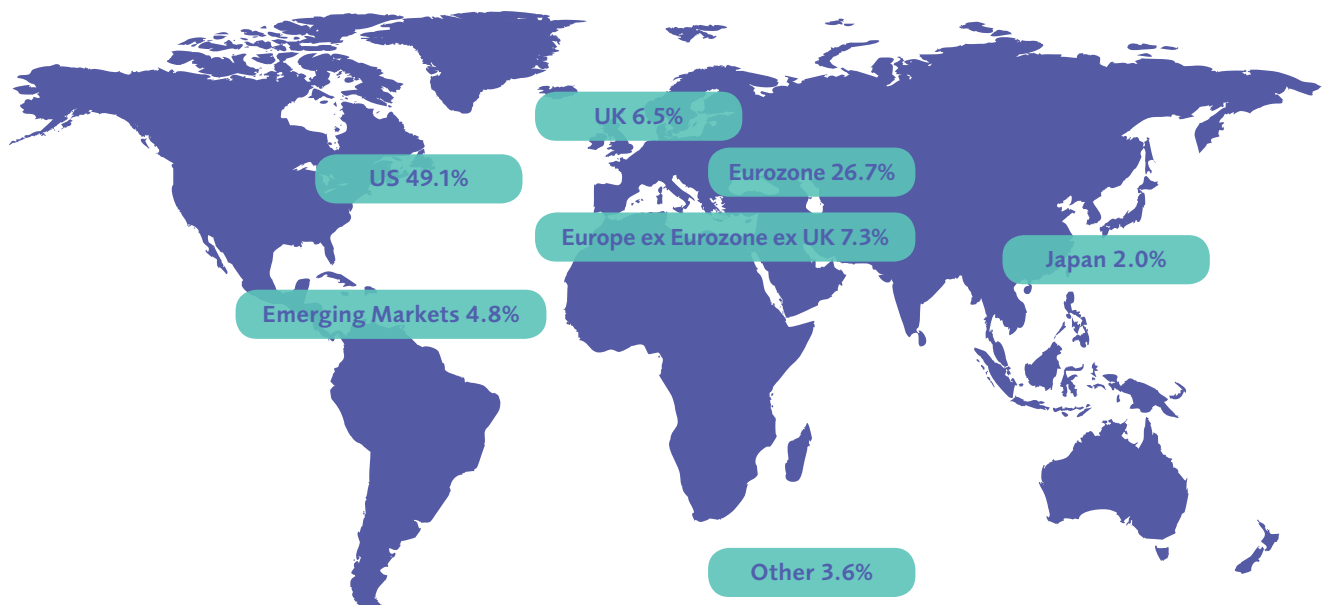 UK 6.5%
Eurozone 26.7%
US 49.1%
Europe ex Eurozone ex UK 7.3%
Japan 2.0%
Emerging Markets 4.8%
Other 3.6%